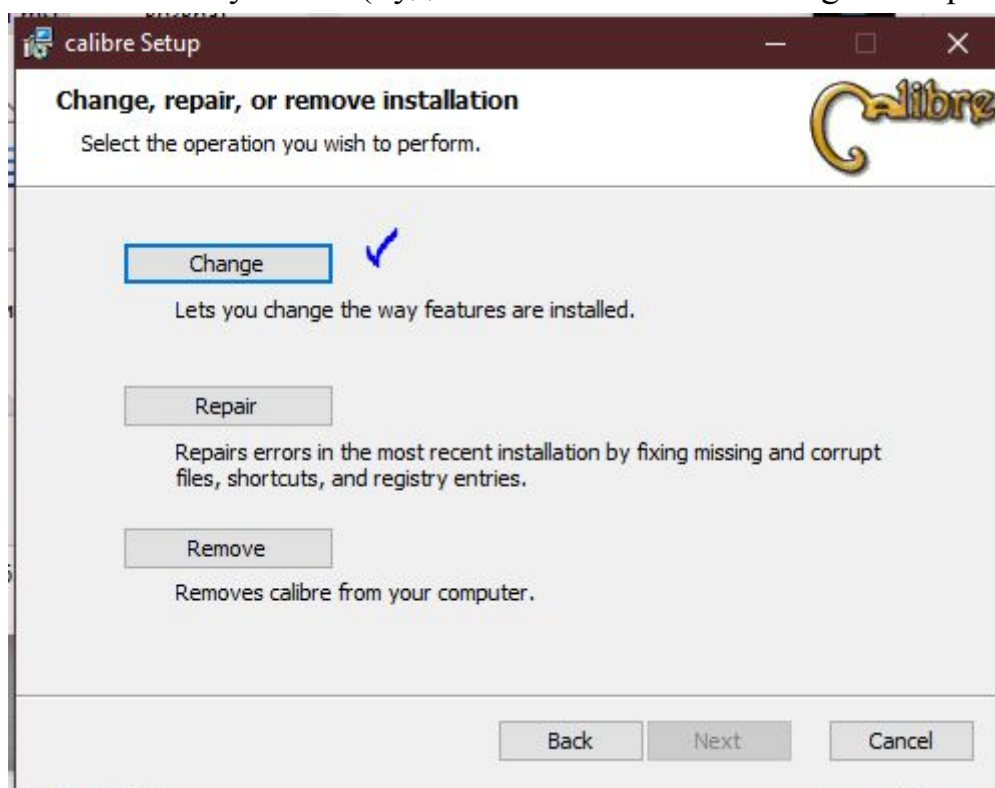 calibre Setup
Change, repair, or remove installation
Select the operation you wish to perform.
Calibre
Change
Lets you change the way features are installed.
Repair
Repairs errors in the most recent installation by fixing missing and corrupt
files, shortcuts, and registry entries.
Remove
Removes calibre from your computer.
Back Next Cancel